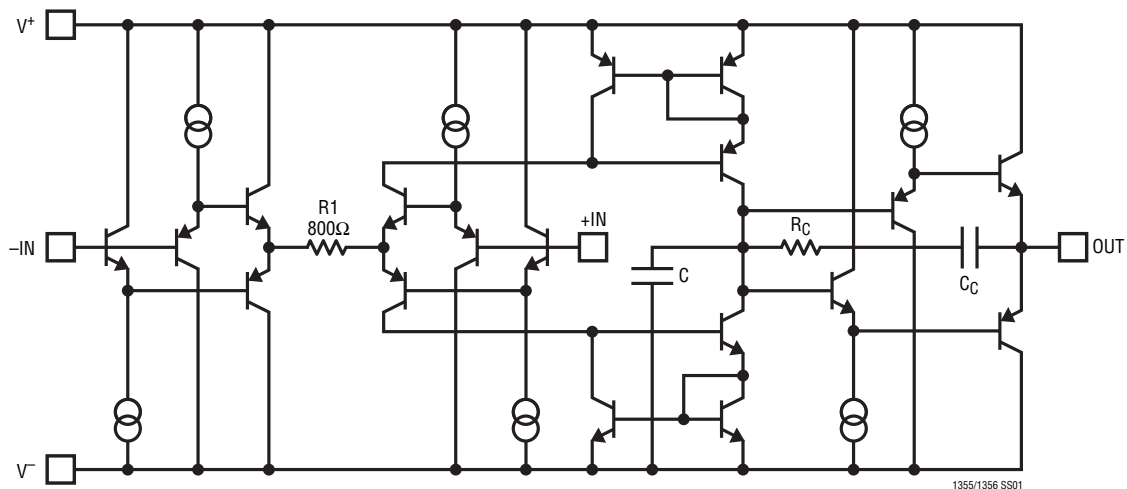 V+
R1
800Ω
+IN
–IN
RC
OUT
C
CC
V–
1355/1356 SS01